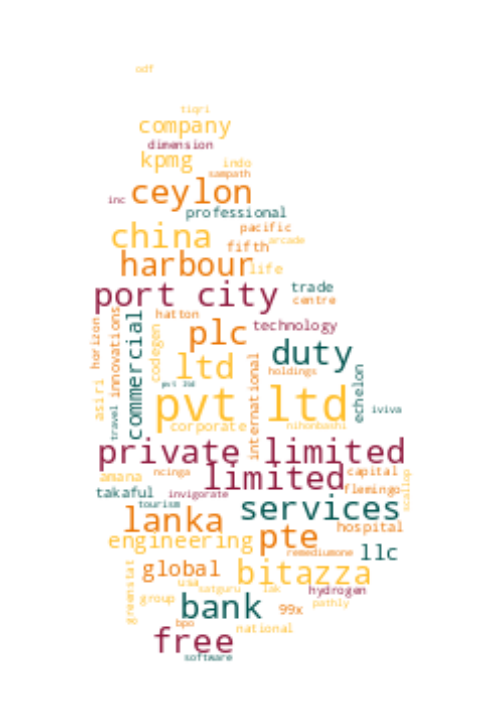 odf
tiqri
company
dimension
kpmg
indo
sampath
inc
ceylon
professional
pacific
china
fifth
arcade
harbour
life
port city
trade
centre
horizon
innovations
commercial
hatton
codegen
plc
technology
duty
ltd
international
holdings
echelon
asiri
travel
pvt ltd
pvt ltd
iviva
corporate
nihonbashi
private limited
amana
ncinga
limited
capital
scallop
takaful
invigorate
flemingo
tourism
services
lanka
pte
hospital
engineering
remediumone
llc
greenstat
global
bitazza
usa
satguru
lak
hydrogen
group
bank
99x
pathly
bpo
national
free
software